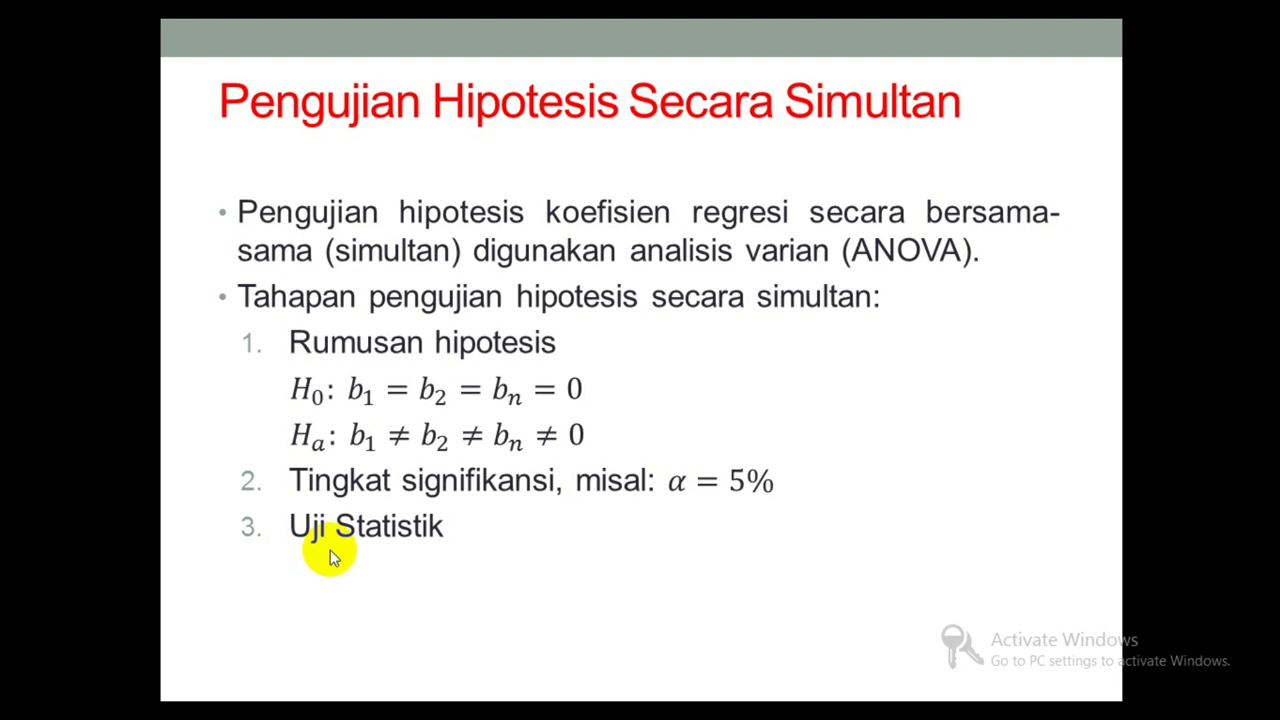 Pengujian Hipotesis Secara Simultan
• Pengujian hipotesis koefisien regresi secara bersama-
sama (simultan) digunakan analisis varian (ANOVA).
• Tahapan pengujian hipotesis secara simultan:
1. Rumusan hipotesis
H₀: b₁ = b₂ = bₙ = 0
Hₐ: b₁ ≠ b₂ ≠ bₙ ≠ 0
2. Tingkat signifikansi, misal: α = 5%
3. Uji Statistik
Activate Windows
Go to PC settings to activate Windows.